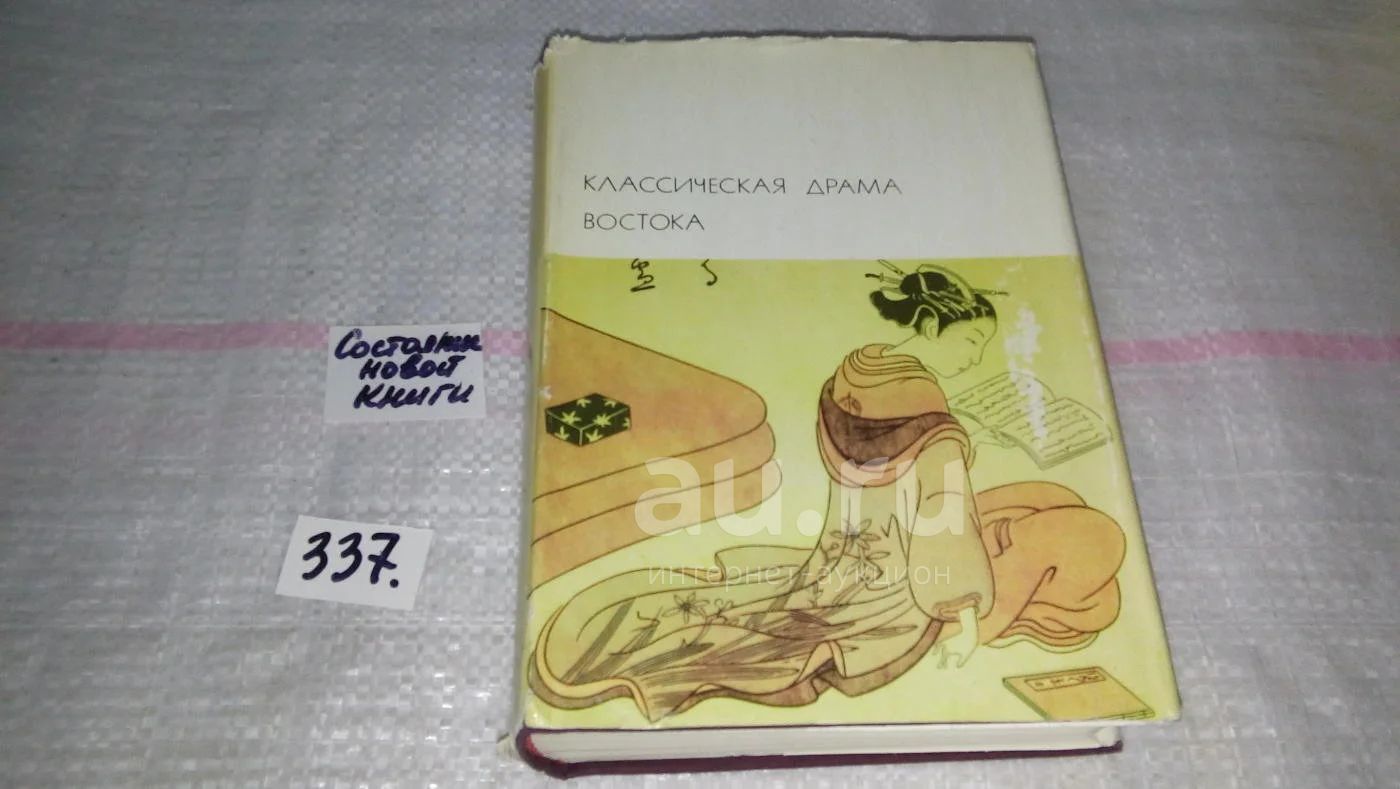 КЛАССИЧЕСКАЯ ДРАМА
ВОСТОКА
Состояние
новой
книги
337.
au.ru
интернет-аукцион